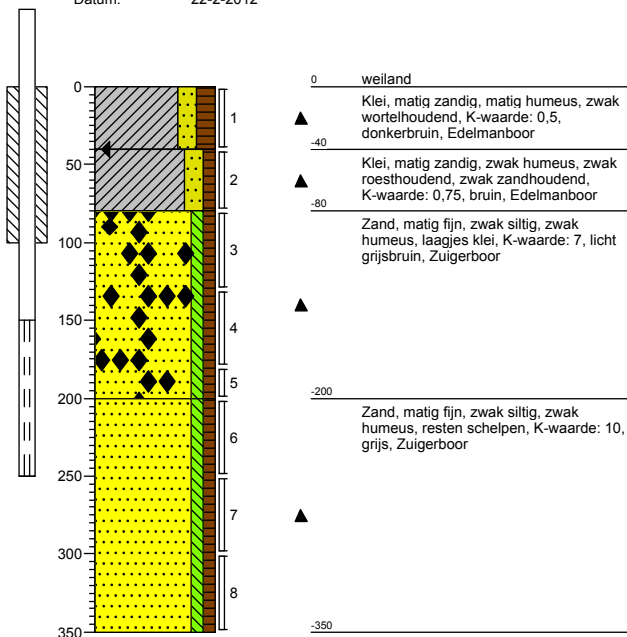 Datum: 22-2-2012
0
50
100
150
200
250
300
350
1
2
3
4
5
6
7
8
0 weiland
Klei, matig zandig, matig humeus, zwak
wortelhoudend, K-waarde: 0,5,
donkerbruin, Edelmanboor
-40
Klei, matig zandig, zwak humeus, zwak
roesthoudend, zwak zandhoudend,
K-waarde: 0,75, bruin, Edelmanboor
-80
Zand, matig fijn, zwak siltig, zwak
humeus, laagjes klei, K-waarde: 7, licht
grijsbruin, Zuigerboor
-200
Zand, matig fijn, zwak siltig, zwak
humeus, resten schelpen, K-waarde: 10,
grijs, Zuigerboor
-350